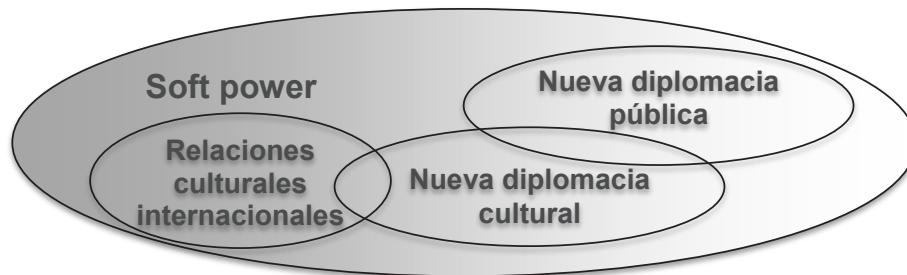 Soft power
Nueva diplomacia
pública
Relaciones
culturales
internacionales
Nueva diplomacia
cultural